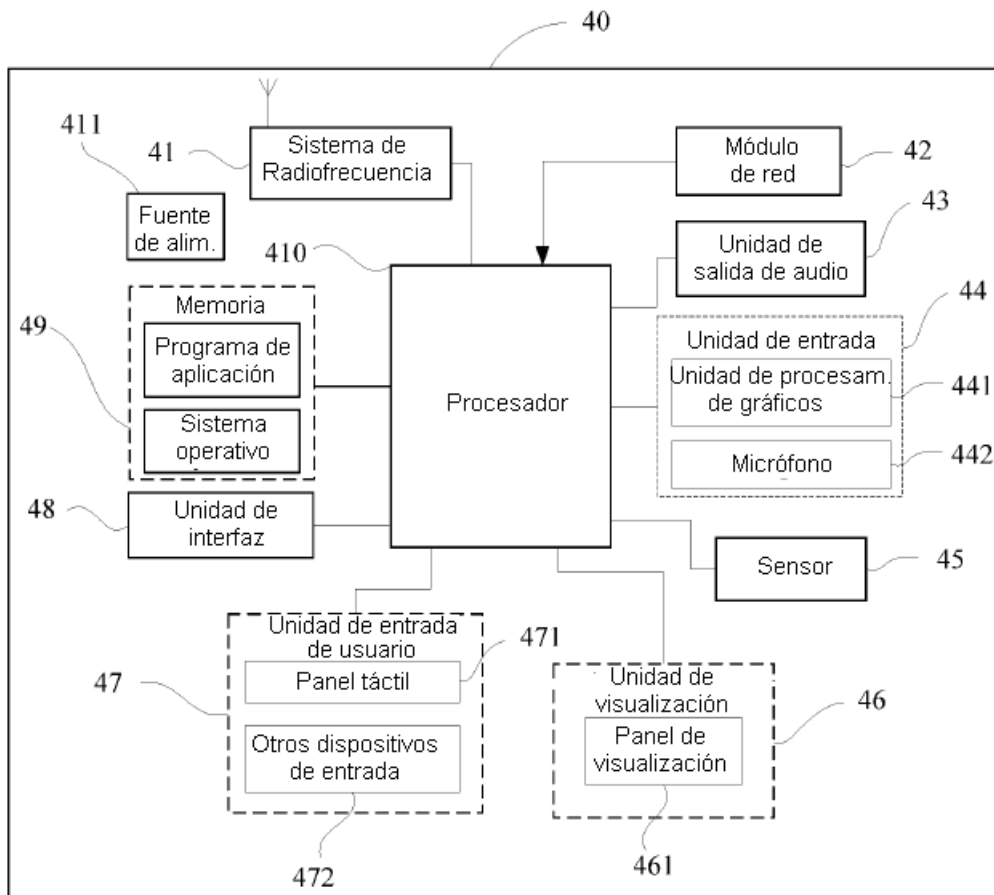 40
411
41
Sistema de
Radiofrecuencia
Módulo
de red
42
Fuente
de alim.
410
Unidad de
salida de audio
43
Memoria
49
Programa de
aplicación
Sistema
operativo
Procesador
Unidad de entrada
44
Unidad de procesam.
de gráficos
441
Micrófono
442
48
Unidad de
interfaz
Sensor
45
Unidad de entrada
de usuario
471
47
Panel táctil
Otros dispositivos
de entrada
472
Unidad de
visualización
46
Panel de
visualización
461